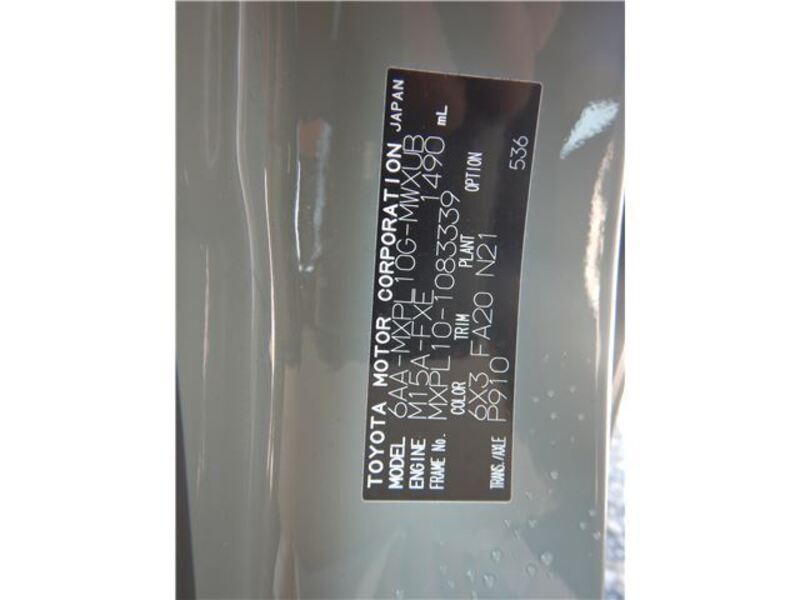 TOYOTA MOTOR CORPORATION JAPAN
MODEL 6AA-MXPL10G-MWXUB
ENGINE M15A-FXE 1490 mL
FRAME No. MXPL10-1083339
COLOR TRIM PLANT OPTION
6X3 FA20 N21
TRANS./AXLE P910
536